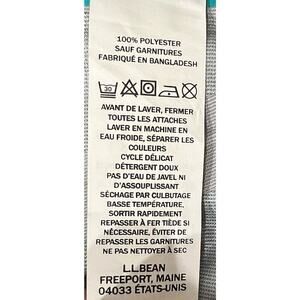 100% POLYESTER
SAUF GARNITURES
FABRIQUÉ EN BANGLADESH
30
AVANT DE LAVER, FERMER
TOUTES LES ATTACHES
LAVER EN MACHINE EN
EAU FROIDE, SÉPARER LES
COULEURS
CYCLE DÉLICAT
DÉTERGENT DOUX
PAS D'EAU DE JAVEL NI
D'ASSOUPLISSANT
SÉCHAGE PAR CULBUTAGE
BASSE TEMPÉRATURE,
SORTIR RAPIDEMENT
REPASSER À FER TIÈDE SI
NÉCESSAIRE, ÉVITER DE
REPASSER LES GARNITURES
NE PAS NETTOYER À SEC
L.L.BEAN
FREEPORT, MAINE
04033 ÉTATS-UNIS